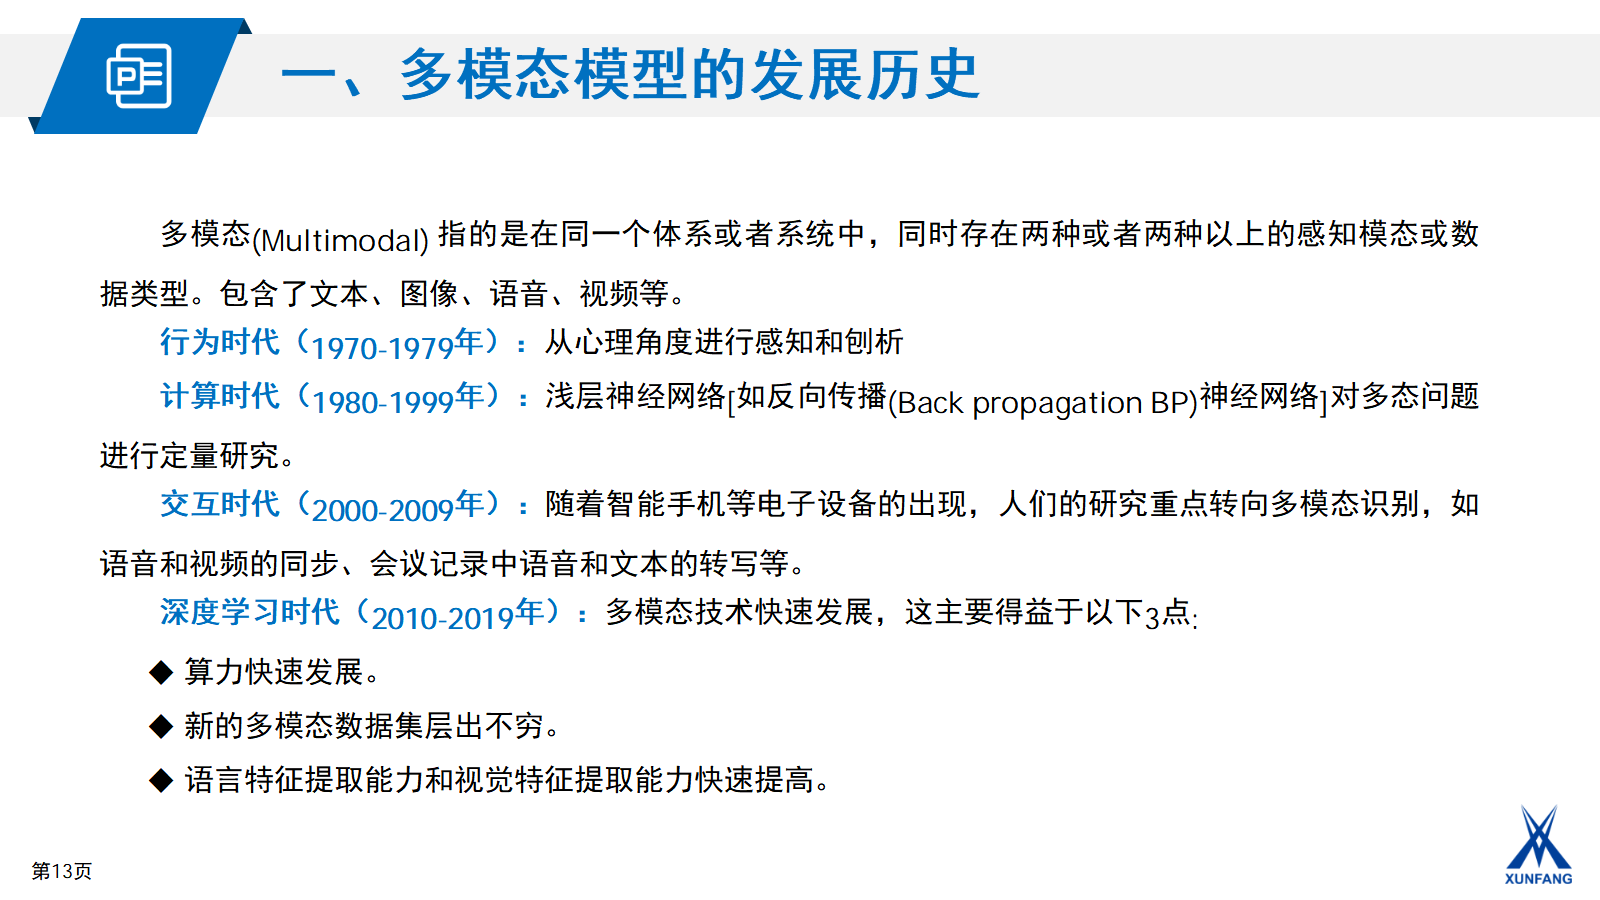 一、多模态模型的发展历史
多模态(Multimodal) 指的是在同一个体系或者系统中，同时存在两种或者两种以上的感知模态或数
据类型。包含了文本、图像、语音、视频等。
行为时代（1970-1979年）：从心理角度进行感知和刨析
计算时代（1980-1999年）：浅层神经网络[如反向传播(Back propagation BP)神经网络]对多态问题
进行定量研究。
交互时代（2000-2009年）：随着智能手机等电子设备的出现，人们的研究重点转向多模态识别，如
语音和视频的同步、会议记录中语音和文本的转写等。
深度学习时代（2010-2019年）：多模态技术快速发展，这主要得益于以下3点:
◆ 算力快速发展。
◆ 新的多模态数据集层出不穷。
◆ 语言特征提取能力和视觉特征提取能力快速提高。
第13页
XUNFANG